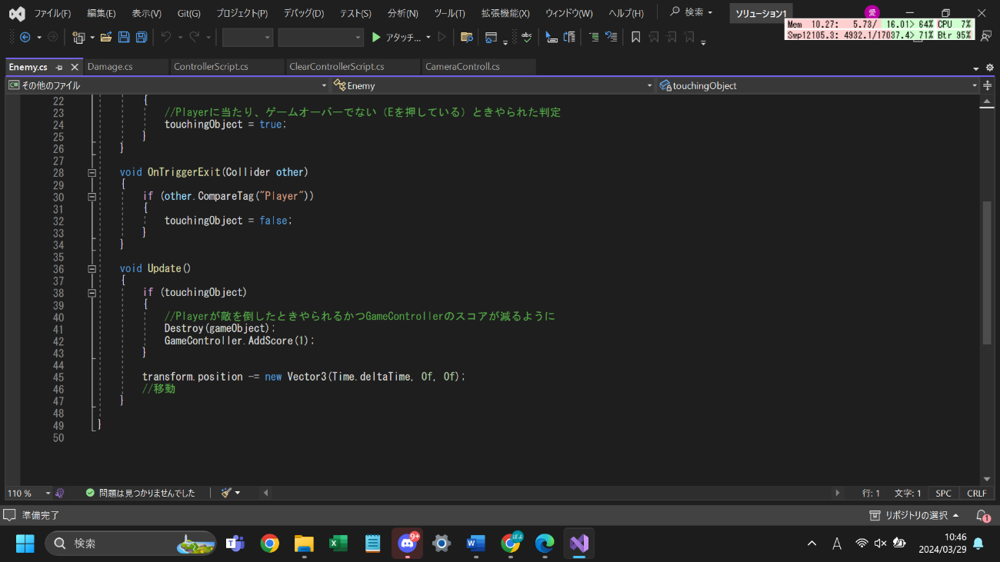 ファイル(F) 編集(E) 表示(V) Git(G) プロジェクト(P) デバッグ(D) テスト(S) 分析(N) ツール(T) 拡張機能(X) ウィンドウ(W) ヘルプ(H) 検索 ソリューション1 愛
Mem 10.27: 5.73/ 16.01> 64% CPU 7%
Swp12105.3: 4932.1/17037.4> 71% Btr 95%
アタッチ...
Enemy.cs Damage.cs ControllerScript.cs ClearControllerScript.cs CameraControll.cs
その他のファイル Enemy touchingObject
22 {
23 //Playerに当たり、ゲームオーバーでない（Eを押している）ときやられた判定
24 touchingObject = true;
25 }
26 }
27
28 void OnTriggerExit(Collider other)
29 {
30 if (other.CompareTag("Player"))
31 {
32 touchingObject = false;
33 }
34 }
35
36 void Update()
37 {
38 if (touchingObject)
39 {
40 //Playerが敵を倒したときやられるかつGameControllerのスコアが減るように
41 Destroy(gameObject);
42 GameController.AddScore(1);
43 }
44
45 transform.position -= new Vector3(Time.deltaTime, 0f, 0f);
46 //移動
47 }
48
49 }
50
110 % 問題は見つかりませんでした 行: 1 文字: 1 SPC CRLF
準備完了 リポジトリの選択 1
検索 9+ A 10:46
2024/03/29